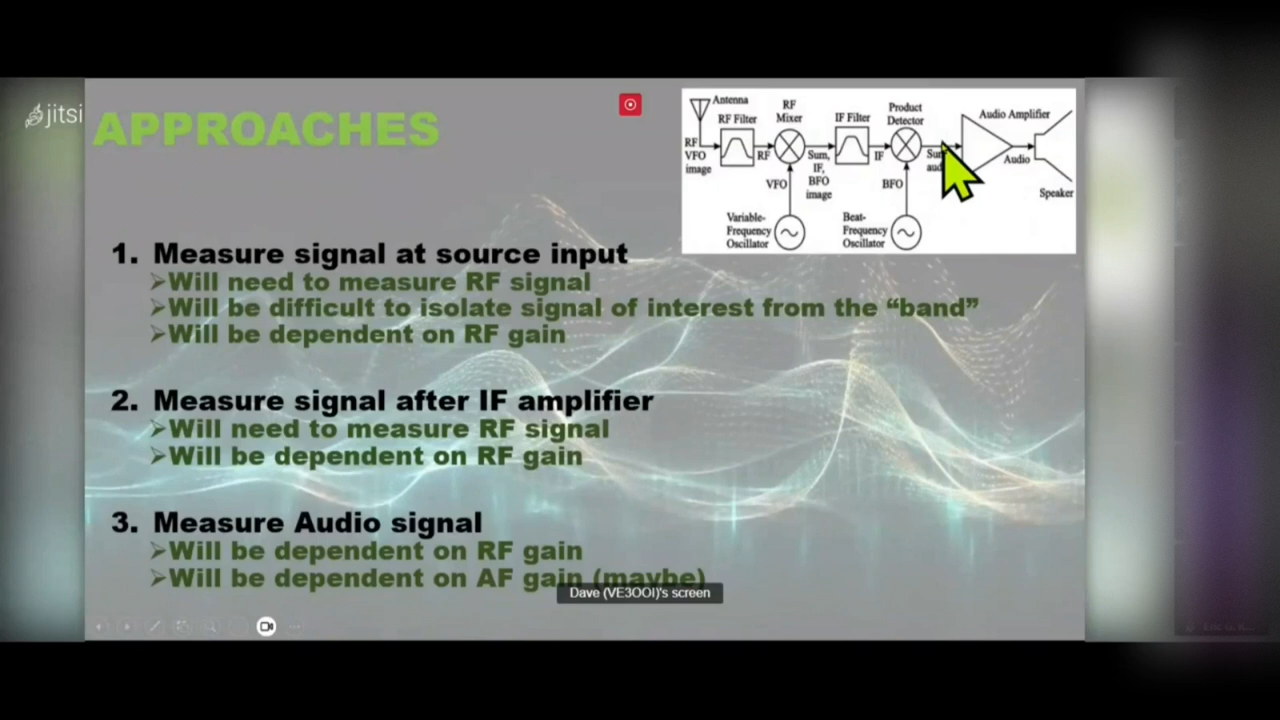 jitsi
APPROACHES
Antenna
RF Filter
RF
Mixer
IF Filter
Product
Detector
Audio Amplifier
RF
VFO
image
RF
Sum,
IF,
BFO
image
IF
Audio
Speaker
VFO
BFO
Variable-
Frequency
Oscillator
Beat-
Frequency
Oscillator
1. Measure signal at source input
➢Will need to measure RF signal
➢Will be difficult to isolate signal of interest from the “band”
➢Will be dependent on RF gain
2. Measure signal after IF amplifier
➢Will need to measure RF signal
➢Will be dependent on RF gain
3. Measure Audio signal
➢Will be dependent on RF gain
➢Will be dependent on AF gain (maybe)
Dave (VE3OOI)'s screen